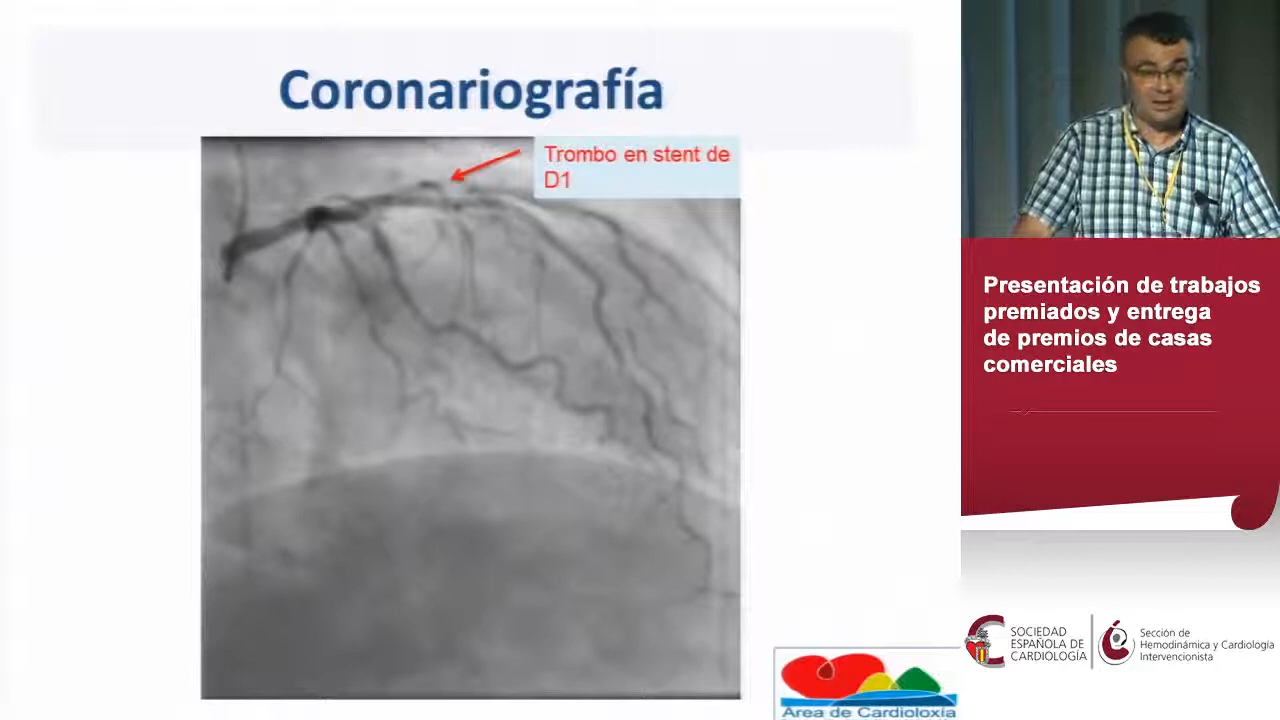 Coronariografía
Trombo en stent de
D1
Presentación de trabajos
premiados y entrega
de premios de casas
comerciales
SOCIEDAD
ESPAÑOLA DE
CARDIOLOGÍA
Sección de
Hemodinámica y Cardiología
Intervencionista
Área de Cardioloxía